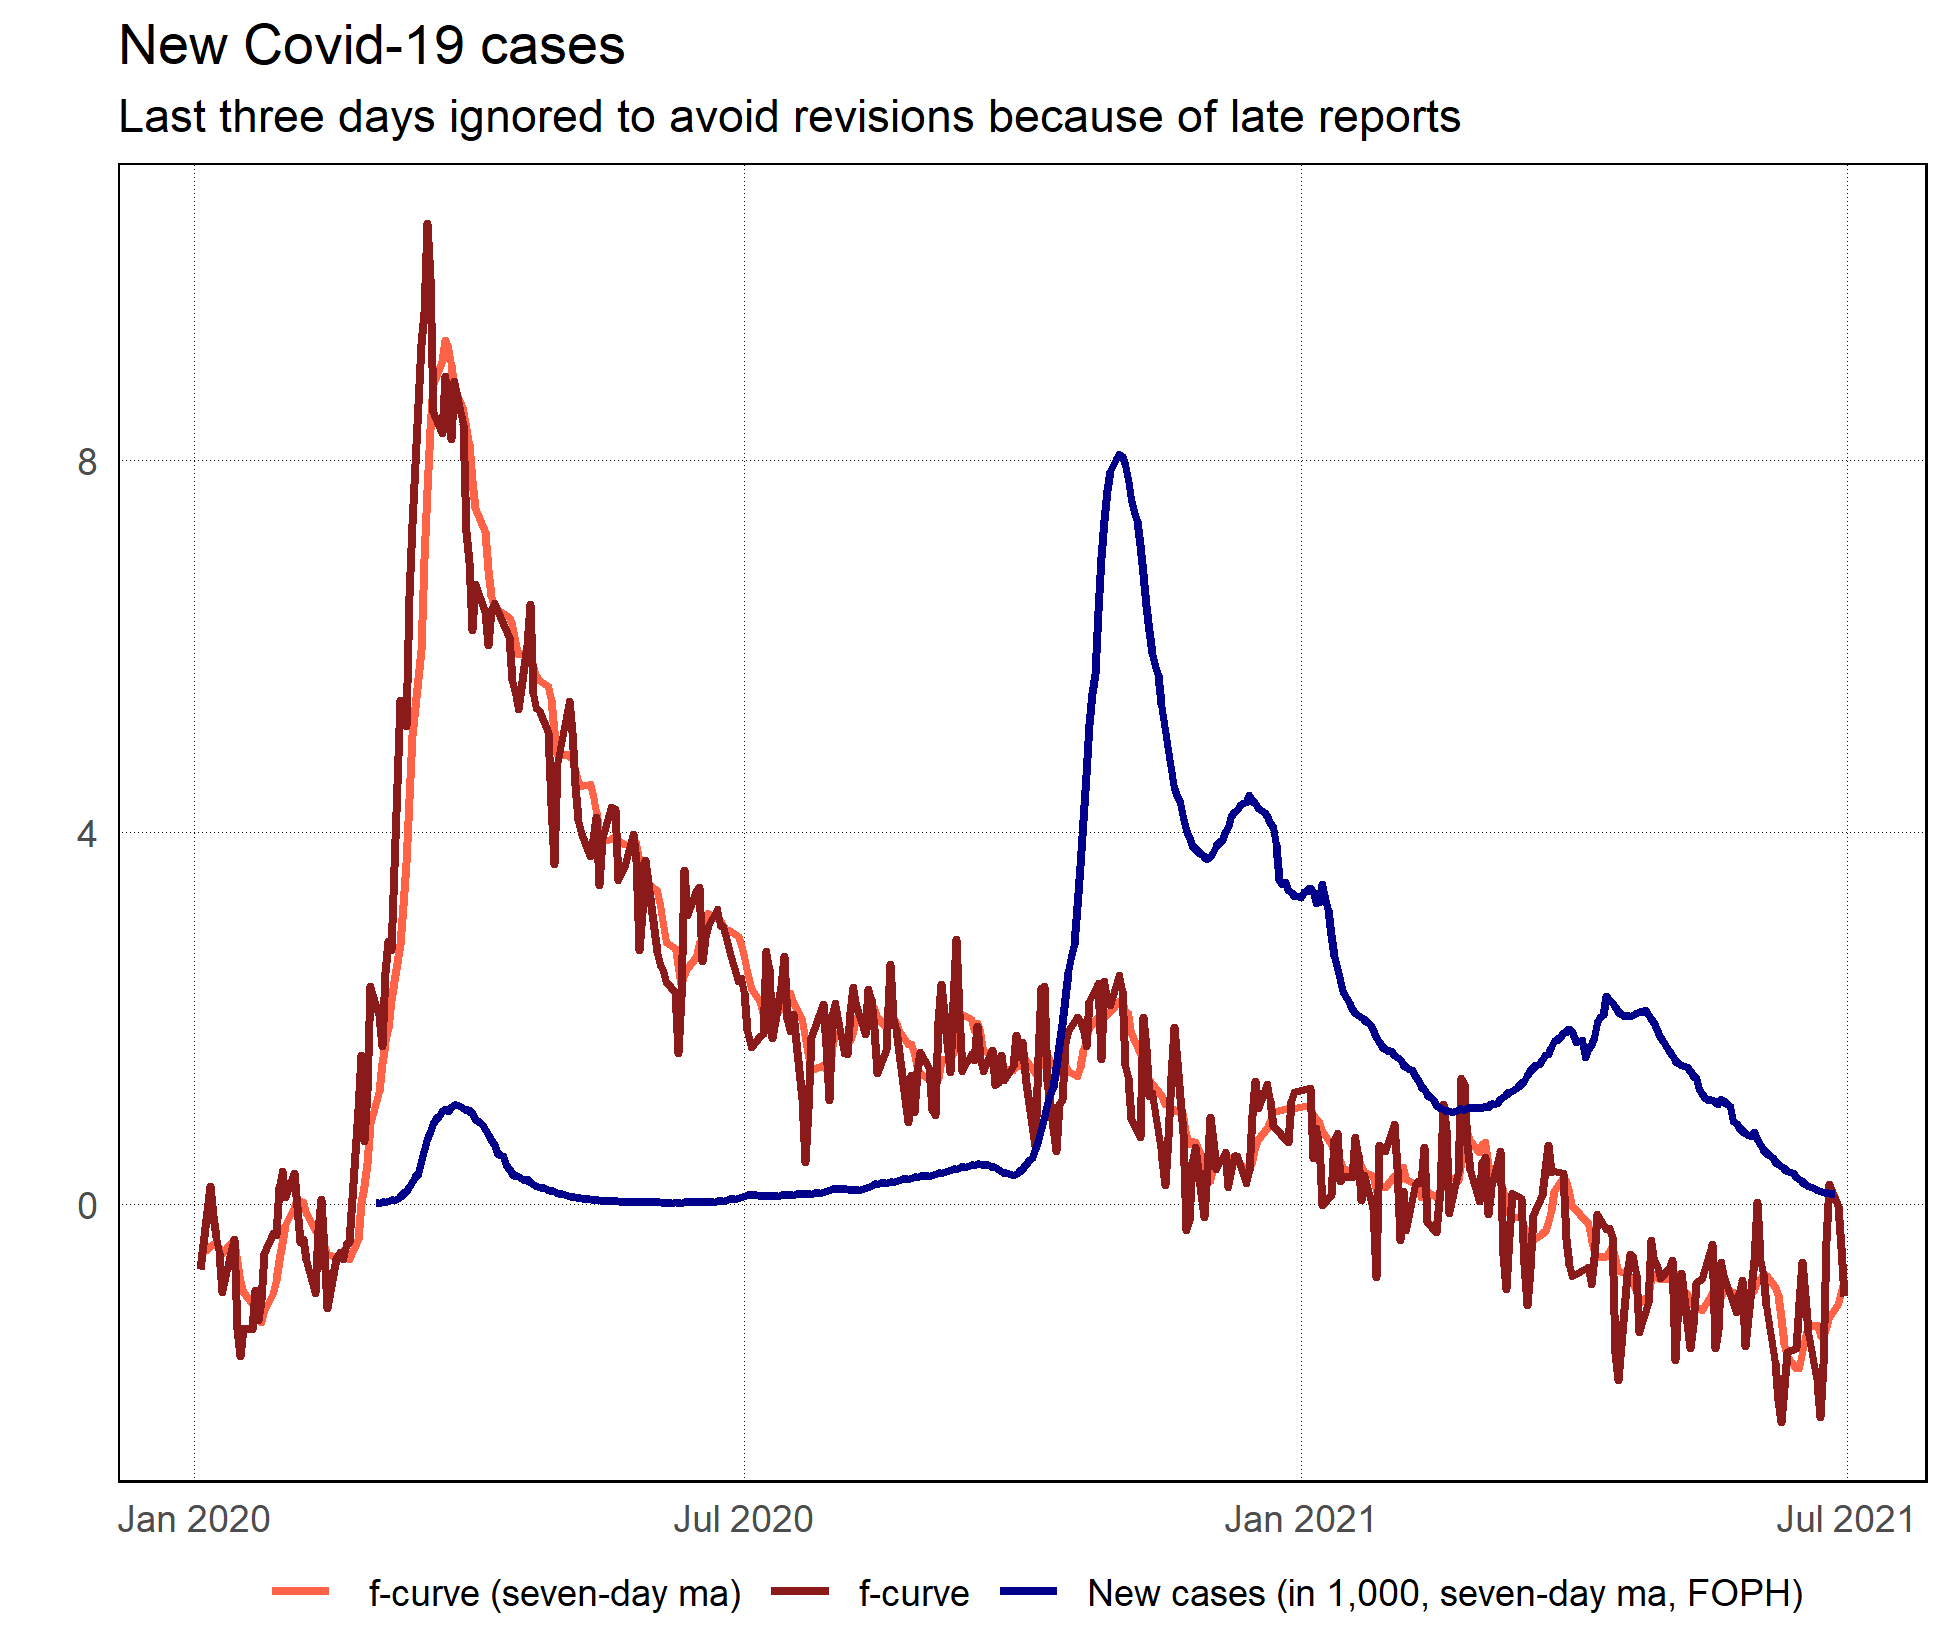 New Covid-19 cases
Last three days ignored to avoid revisions because of late reports
8
4
0
Jan 2020 Jul 2020 Jan 2021 Jul 2021
f-curve (seven-day ma) f-curve New cases (in 1,000, seven-day ma, FOPH)